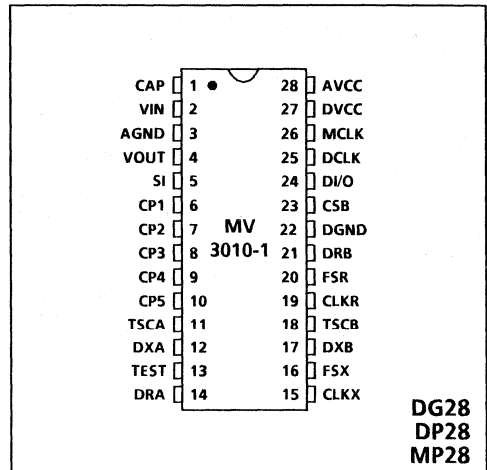 CAP 1 28 AVCC
VIN 2 27 DVCC
AGND 3 26 MCLK
VOUT 4 25 DCLK
SI 5 24 DI/O
CP1 6 23 CSB
CP2 7 MV 22 DGND
CP3 8 3010-1 21 DRB
CP4 9 20 FSR
CP5 10 19 CLKR
TSCA 11 18 TSCB
DXA 12 17 DXB
TEST 13 16 FSX
DRA 14 15 CLKX
DG28
DP28
MP28